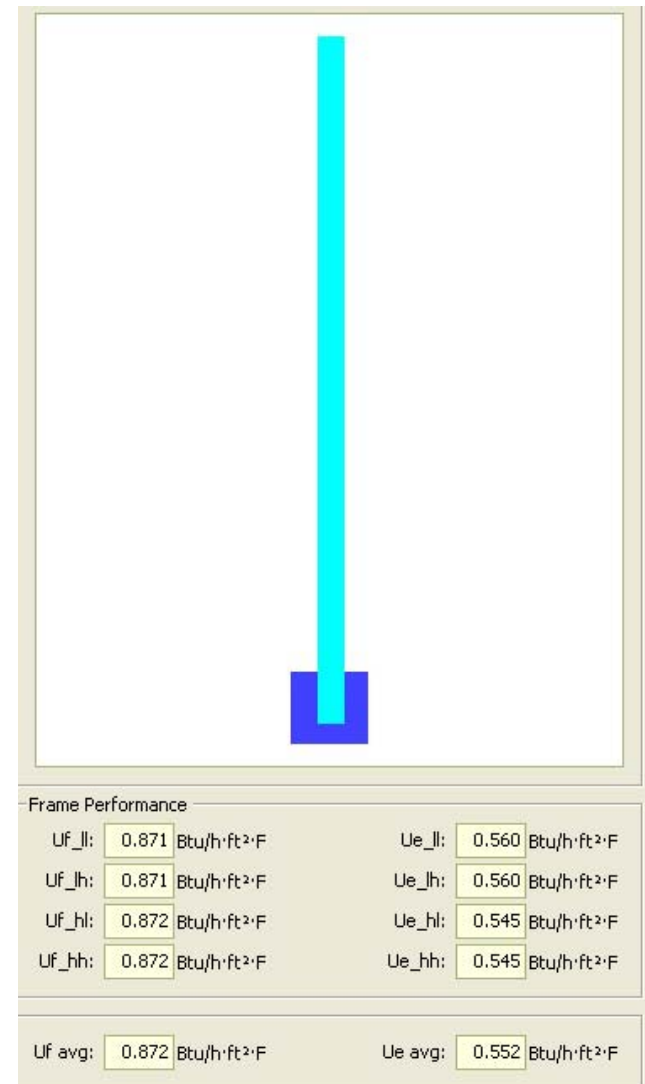 Frame Performance
Uf_ll: 0.871 Btu/h·ft²·F Ue_ll: 0.560 Btu/h·ft²·F
Uf_lh: 0.871 Btu/h·ft²·F Ue_lh: 0.560 Btu/h·ft²·F
Uf_hl: 0.872 Btu/h·ft²·F Ue_hl: 0.545 Btu/h·ft²·F
Uf_hh: 0.872 Btu/h·ft²·F Ue_hh: 0.545 Btu/h·ft²·F
Uf avg: 0.872 Btu/h·ft²·F Ue avg: 0.552 Btu/h·ft²·F